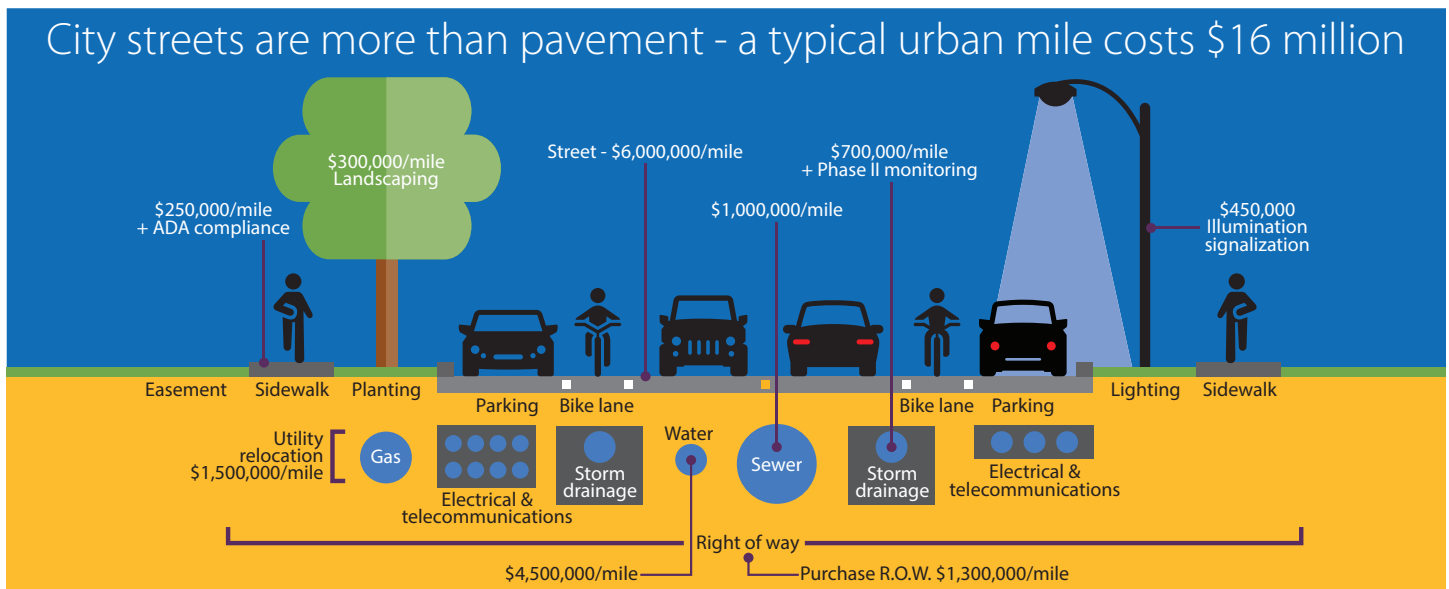 City streets are more than pavement - a typical urban mile costs $16 million
$300,000/mile
Landscaping
Street - $6,000,000/mile
$700,000/mile
+ Phase II monitoring
$250,000/mile
+ ADA compliance
$1,000,000/mile
$450,000
Illumination
signalization
Easement
Sidewalk
Planting
Parking
Bike lane
Bike lane
Parking
Lighting
Sidewalk
Utility
relocation
$1,500,000/mile
Gas
Electrical &
telecommunications
Storm
drainage
Water
Sewer
Storm
drainage
Electrical &
telecommunications
Right of way
$4,500,000/mile
Purchase R.O.W. $1,300,000/mile